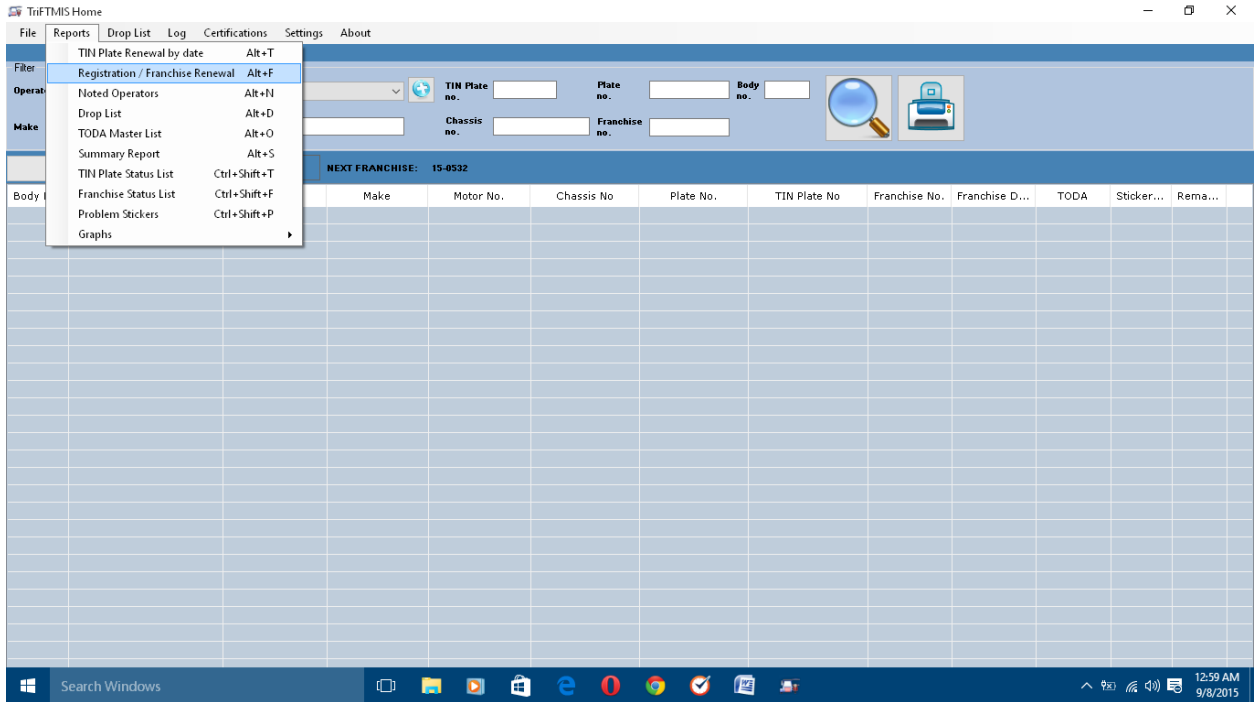 TriFTMIS Home
File Reports Drop List Log Certifications Settings About
TIN Plate Renewal by date Alt+T
Registration / Franchise Renewal Alt+F
Noted Operators Alt+N
Drop List Alt+D
TODA Master List Alt+O
Summary Report Alt+S
TIN Plate Status List Ctrl+Shift+T
Franchise Status List Ctrl+Shift+F
Problem Stickers Ctrl+Shift+P
Graphs
Filter
Operat
TIN Plate no.
Plate no.
Body no.
Make
Chassis no.
Franchise no.
NEXT FRANCHISE: 15-0532
Body Make Motor No. Chassis No Plate No. TIN Plate No Franchise No. Franchise D... TODA Sticker... Rema...
Search Windows
12:59 AM
9/8/2015